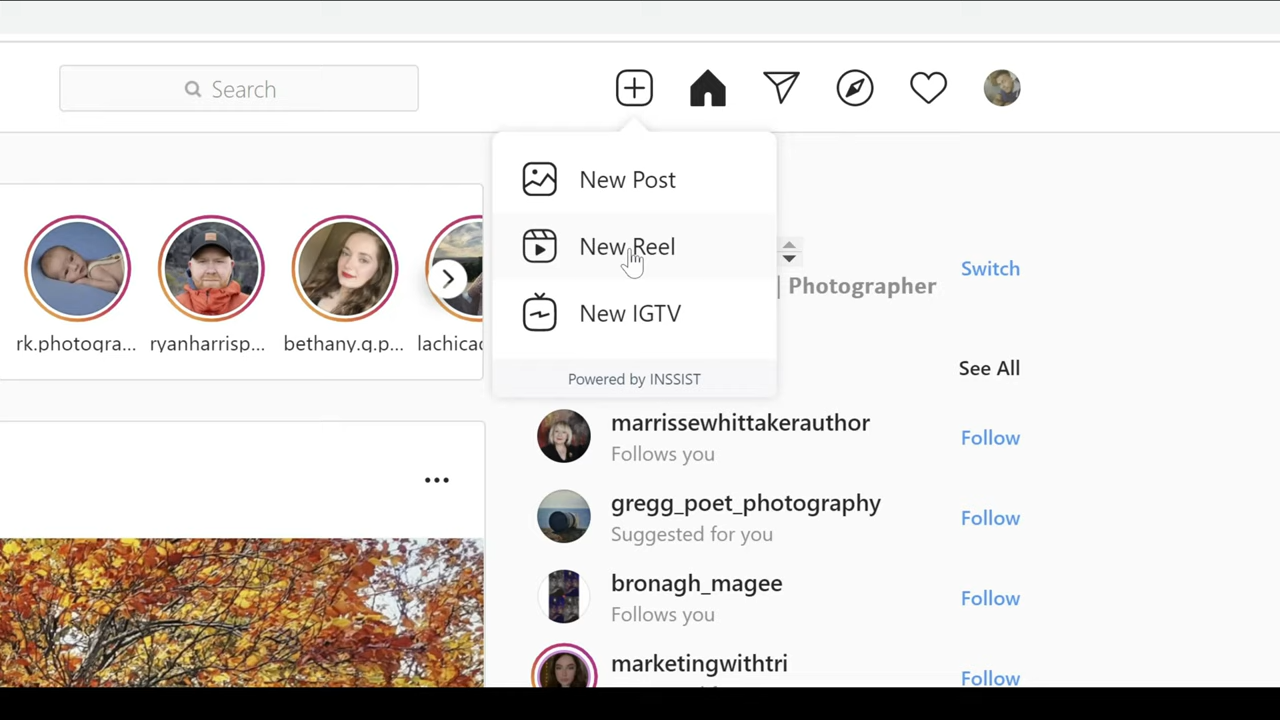 Search
New Post
New Reel
New IGTV
Powered by INSSIST
rk.photogra...
ryanharrisp...
bethany.g.p...
lachicac
| Photographer
Switch
See All
marrissewhittakerauthor
Follows you
Follow
gregg_poet_photography
Suggested for you
Follow
bronagh_magee
Follows you
Follow
marketingwithtri
Follow